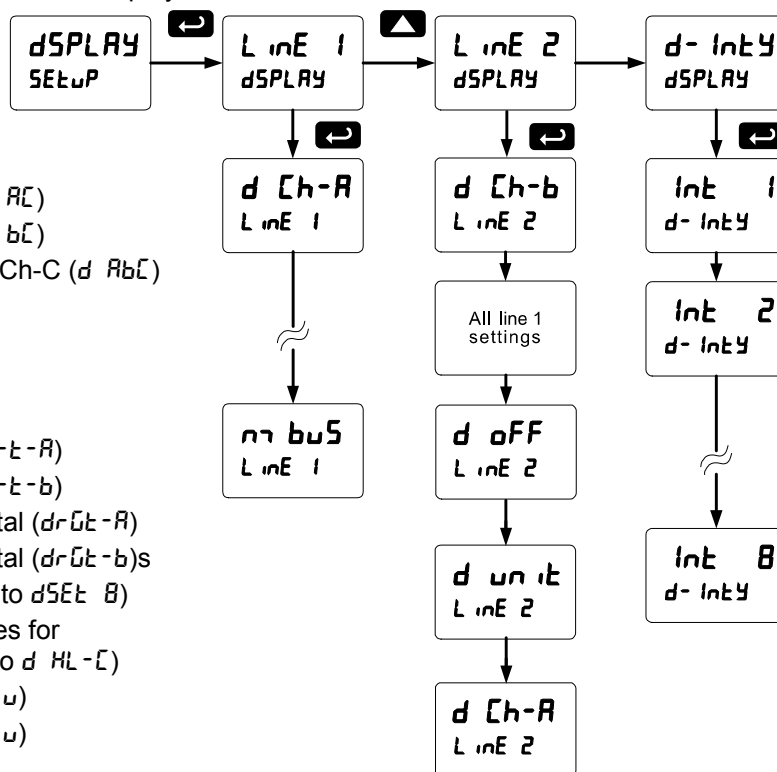 dSPLAY
SEtuP
LinE 1
dSPLAY
LinE 2
dSPLAY
d-IntY
dSPLAY
d Ch-A
LinE 1
d Ch-b
LinE 2
Int 1
d-IntY
AC)
bC)
Ch-C (d AbC)
All line 1
settings
Int 2
d-IntY
M buS
LinE 1
d oFF
LinE 2
-t-A)
-t-b)
tal (drGt-A)
tal (drGt-b)s
to dSEt 8)
es for
o d HL-C)
u)
u)
d unit
LinE 2
Int 8
d-IntY
d Ch-A
LinE 2